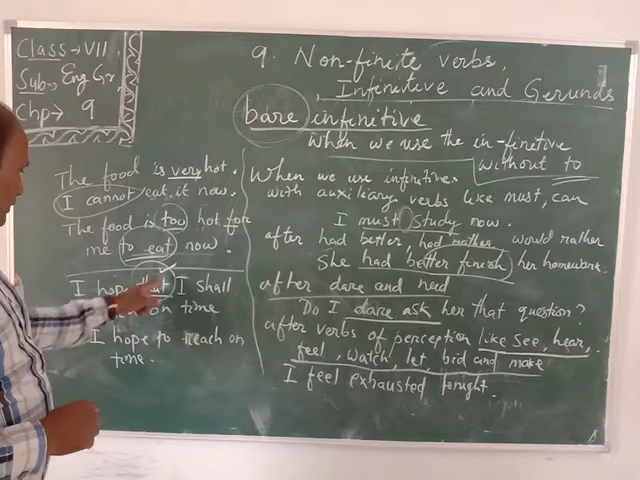 Class → VII
Sub → Eng Gr,
Chp → 9
9. Non-finite verbs,
Infinitive and Gerunds
bare infinitive
When we use the in-finitive
without to
The food is very hot.
I cannot eat it now.
The food is too hot for
me to eat now.
I hope that I shall
on time
I hope to reach on
time.
When we use infinitives
with auxiliary verbs like must, can
I must study now.
after had better, had rather, would rather
She had better finish her homework.
after dare and need
Do I dare ask her that question?
after verbs of perception like see, hear,
feel, watch, let, bid and make
I feel exhausted tonight.